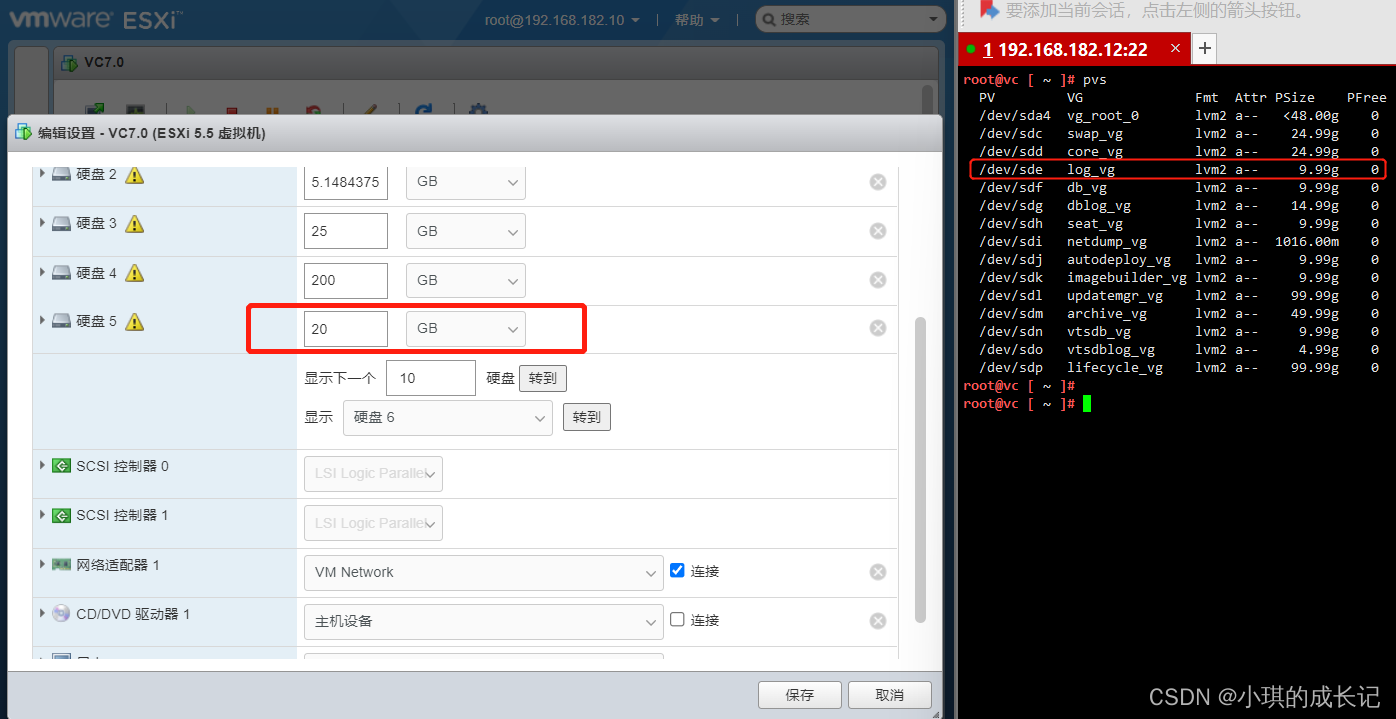 vmware ESXi™
root@192.168.182.10
帮助
搜索
VC7.0
编辑设置 - VC7.0 (ESXi 5.5 虚拟机)
硬盘 2
5.1484375
GB
硬盘 3
25
GB
硬盘 4
200
GB
硬盘 5
20
GB
显示下一个
10
硬盘
转到
显示
硬盘 6
转到
SCSI 控制器 0
LSI Logic Parallel
SCSI 控制器 1
LSI Logic Parallel
网络适配器 1
VM Network
连接
CD/DVD 驱动器 1
主机设备
连接
保存
取消
要添加当前会话，点击左侧的箭头按钮。
1 192.168.182.12:22 × +
root@vc [ ~ ]# pvs
PV VG Fmt Attr PSize PFree
/dev/sda4 vg_root_0 lvm2 a-- <48.00g 0
/dev/sdc swap_vg lvm2 a-- 24.99g 0
/dev/sdd core_vg lvm2 a-- 24.99g 0
/dev/sde log_vg lvm2 a-- 9.99g 0
/dev/sdf db_vg lvm2 a-- 9.99g 0
/dev/sdg dblog_vg lvm2 a-- 14.99g 0
/dev/sdh seat_vg lvm2 a-- 9.99g 0
/dev/sdi netdump_vg lvm2 a-- 1016.00m 0
/dev/sdj autodeploy_vg lvm2 a-- 9.99g 0
/dev/sdk imagebuilder_vg lvm2 a-- 9.99g 0
/dev/sdl updatemgr_vg lvm2 a-- 99.99g 0
/dev/sdm archive_vg lvm2 a-- 49.99g 0
/dev/sdn vtsdb_vg lvm2 a-- 9.99g 0
/dev/sdo vtsdblog_vg lvm2 a-- 4.99g 0
/dev/sdp lifecycle_vg lvm2 a-- 99.99g 0
root@vc [ ~ ]#
root@vc [ ~ ]#
CSDN @小琪的成长记